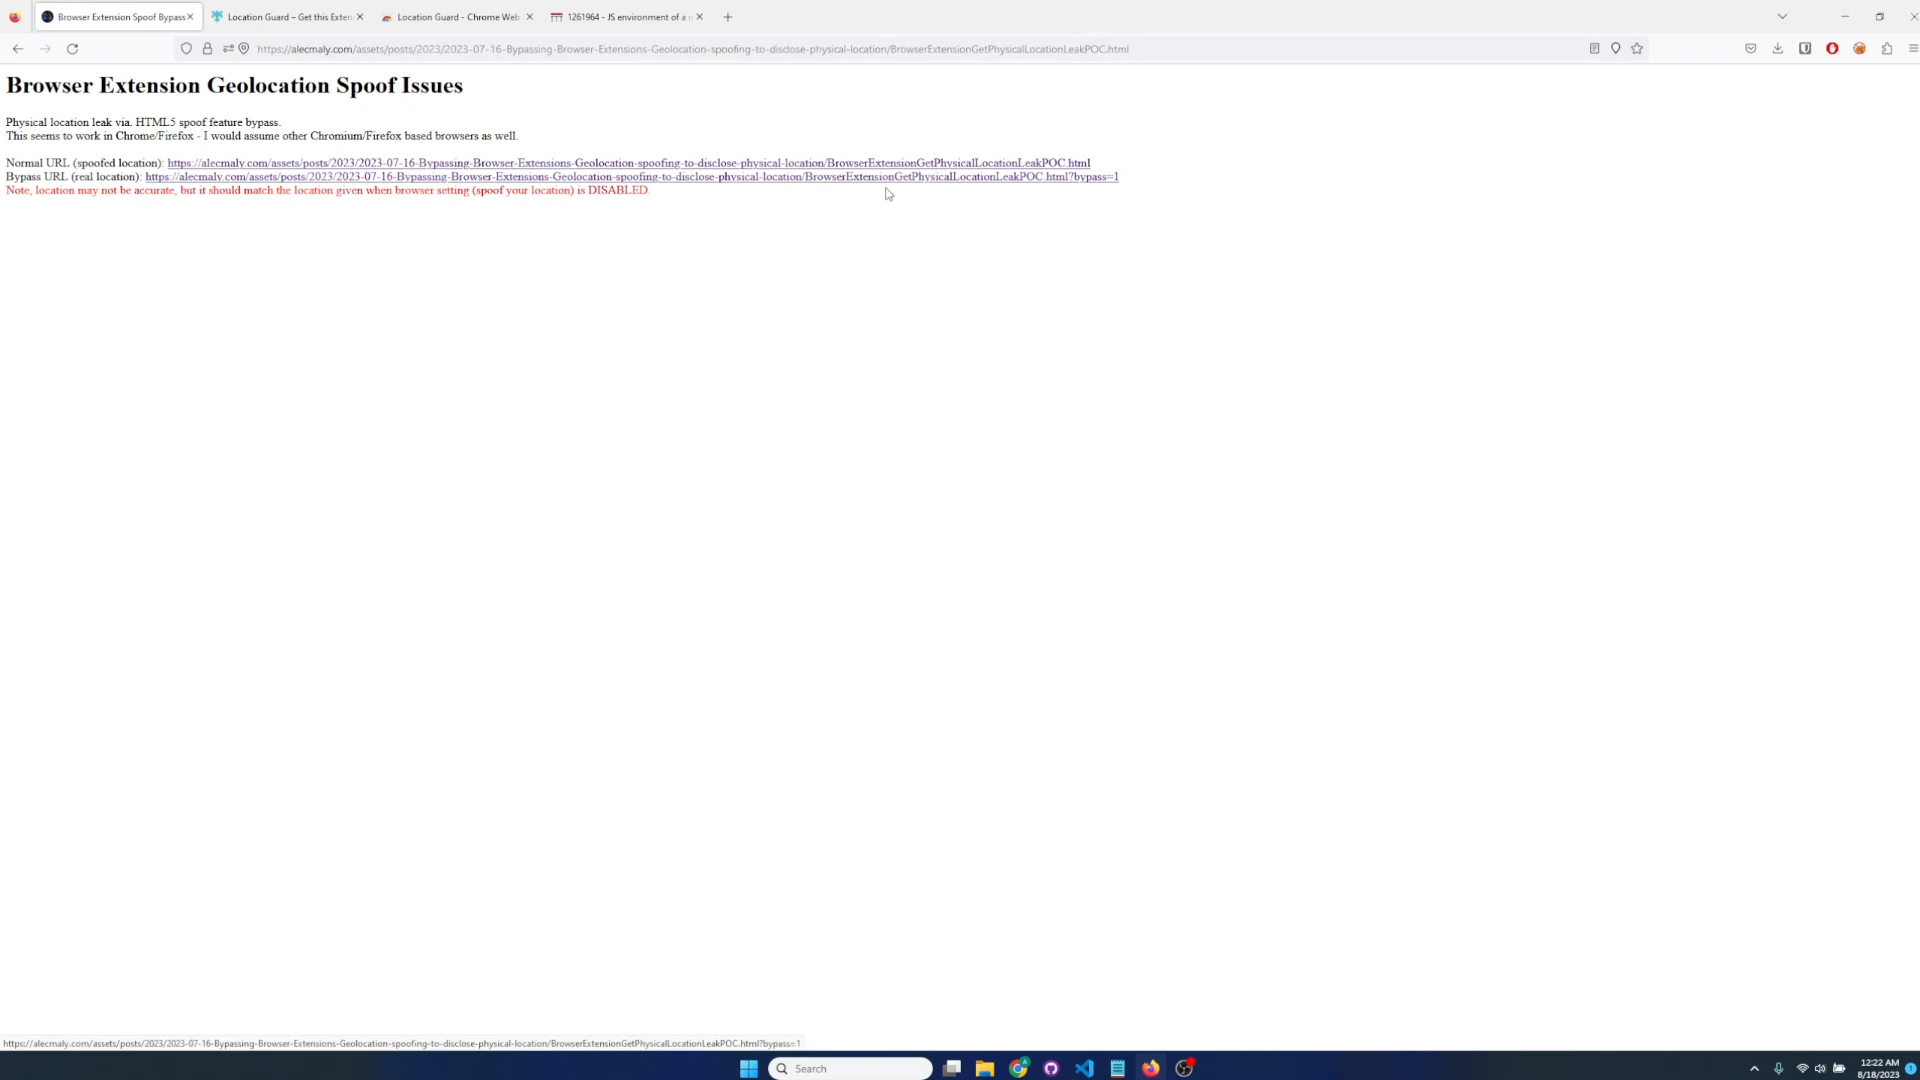 Browser Extension Spoof Bypass
Location Guard – Get this Exten
Location Guard - Chrome Web
1261964 - JS environment of a n
https://alecmaly.com/assets/posts/2023/2023-07-16-Bypassing-Browser-Extensions-Geolocation-spoofing-to-disclose-physical-location/BrowserExtensionGetPhysicalLocationLeakPOC.html
Browser Extension Geolocation Spoof Issues
Physical location leak via. HTML5 spoof feature bypass.
This seems to work in Chrome/Firefox - I would assume other Chromium/Firefox based browsers as well.
Normal URL (spoofed location): https://alecmaly.com/assets/posts/2023/2023-07-16-Bypassing-Browser-Extensions-Geolocation-spoofing-to-disclose-physical-location/BrowserExtensionGetPhysicalLocationLeakPOC.html
Bypass URL (real location): https://alecmaly.com/assets/posts/2023/2023-07-16-Bypassing-Browser-Extensions-Geolocation-spoofing-to-disclose-physical-location/BrowserExtensionGetPhysicalLocationLeakPOC.html?bypass=1
Note, location may not be accurate, but it should match the location given when browser setting (spoof your location) is DISABLED.
https://alecmaly.com/assets/posts/2023/2023-07-16-Bypassing-Browser-Extensions-Geolocation-spoofing-to-disclose-physical-location/BrowserExtensionGetPhysicalLocationLeakPOC.html?bypass=1
Search
12:22 AM
8/18/2023